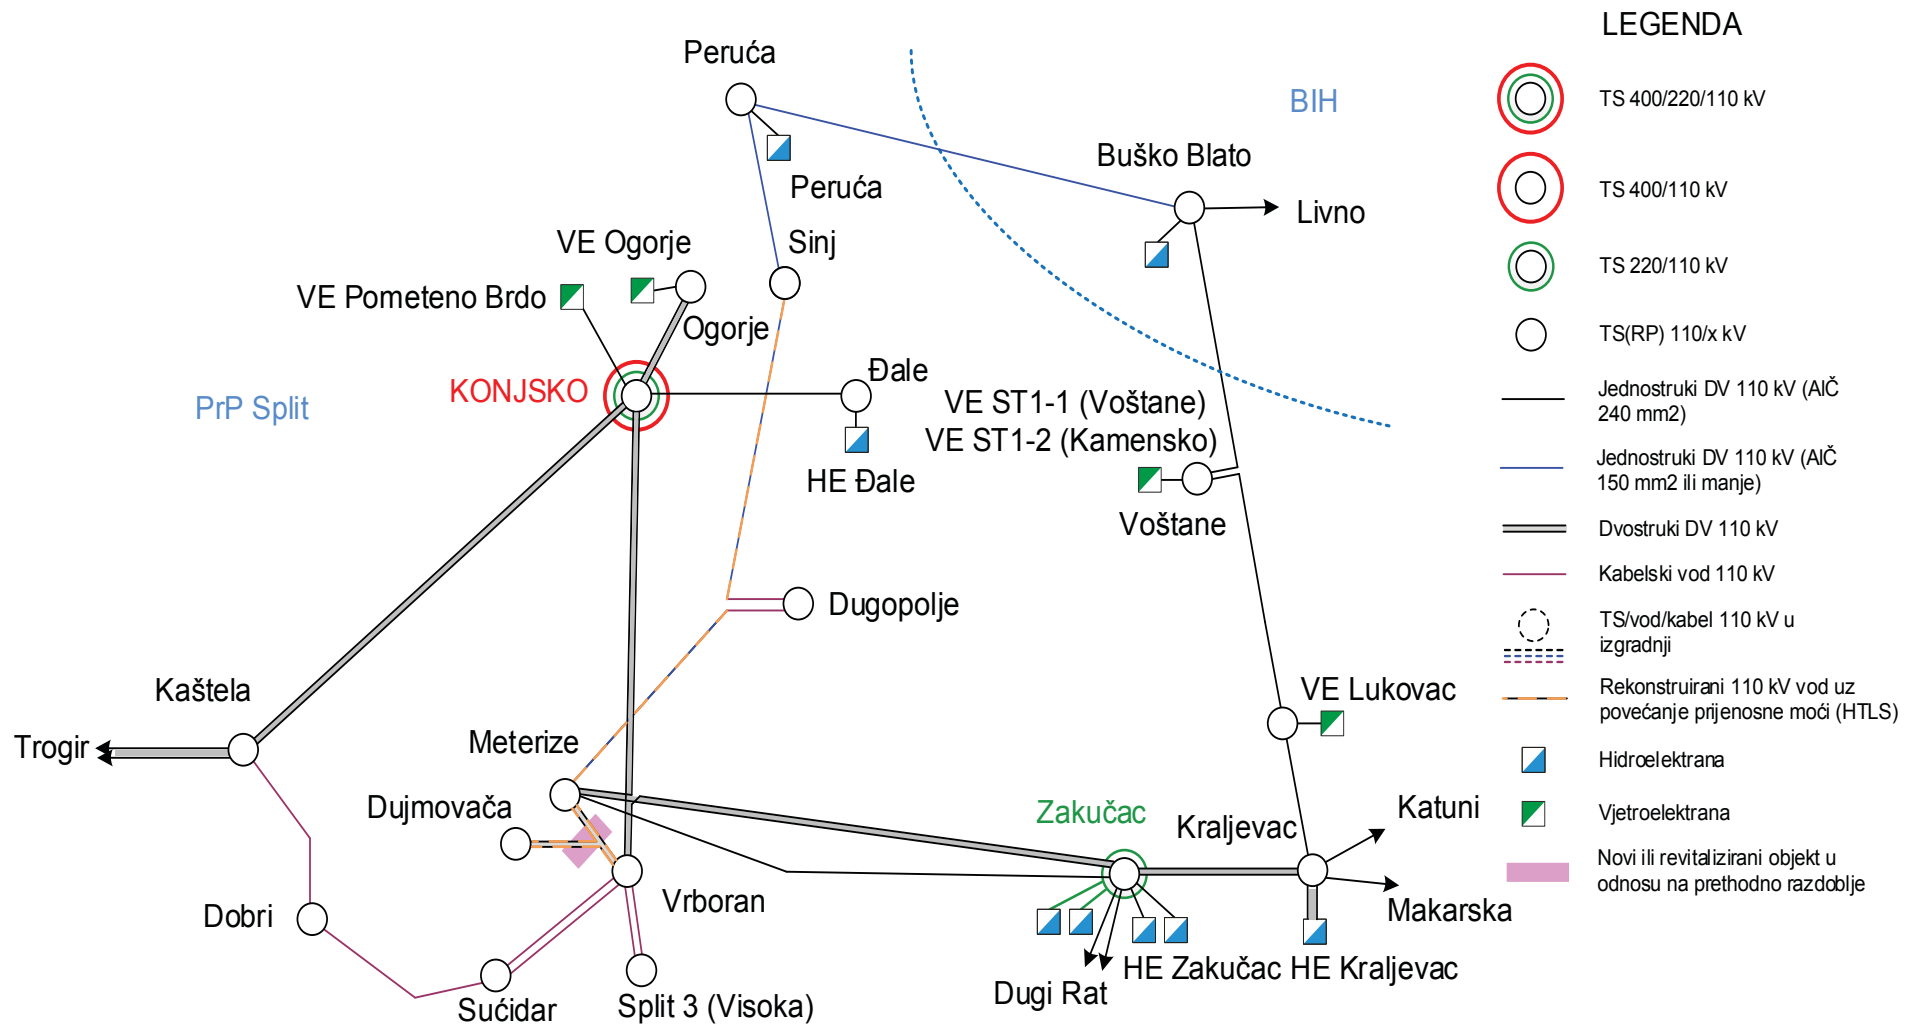 LEGENDA
Peruća
BIH
TS 400/220/110 kV
Buško Blato
Peruća
TS 400/110 kV
Livno
VE Ogorje
Sinj
TS 220/110 kV
VE Pometeno Brdo
Ogorje
TS(RP) 110/x kV
KONJSKO
Đale
PrP Split
VE ST1-1 (Voštane)
VE ST1-2 (Kamensko)
Jednostruki DV 110 kV (AlČ
240 mm2)
HE Đale
Jednostruki DV 110 kV (AlČ
150 mm2 ili manje)
Voštane
Dvostruki DV 110 kV
Kabelski vod 110 kV
Dugopolje
TS/vod/kabel 110 kV u
izgradnji
Kaštela
VE Lukovac
Rekonstruirani 110 kV vod uz
povećanje prijenosne moći (HTLS)
Trogir
Meterize
Hidroelektrana
Dujmovača
Zakučac
Kraljevac
Katuni
Vjetroelektrana
Novi ili revitalizirani objekt u
odnosu na prethodno razdoblje
Dobri
Vrboran
Makarska
Sućidar
Split 3 (Visoka)
Dugi Rat
HE Zakučac
HE Kraljevac